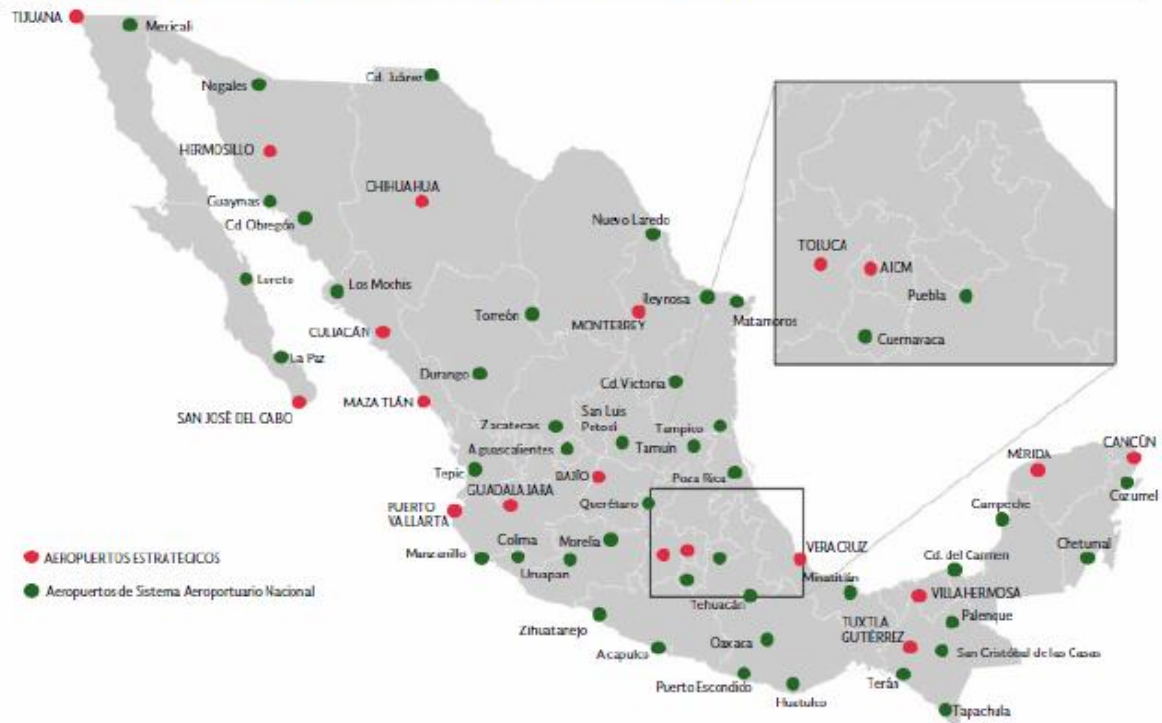 TIJUANA
Mexicali
Nogales
Cd. Juárez
HERMOSILLO
CHIHUAHUA
Guaymas
Cd Obregón
Nuevo Laredo
TOLUCA
AICM
Puebla
Cuernavaca
Loreto
Los Mochis
Reynosa
Torreón
MONTERREY
Matamoros
CULIACÁN
La Paz
Durango
Cd. Victoria
SAN JOSÉ DEL CABO
MAZATLÁN
Zacatecas
San Luis
Potosí
Tampico
Aguascalientes
Tamuín
Tepic
BAJÍO
Poza Rica
MÉRIDA
CANCÚN
GUADALAJARA
Querétaro
Cozumel
PUERTO
VALLARTA
Campeche
Colima
Morelia
VERACRUZ
Cd. del Carmen
Chetumal
Manzanillo
Uruapan
Minatitlán
AEROPUERTOS ESTRATÉGICOS
Aeropuertos de Sistema Aeroportuario Nacional
Tehuacán
VILLAHERMOSA
Zihuatanejo
TUXTLA
GUTIÉRREZ
Palenque
Acapulco
Oaxaca
San Cristóbal de las Casas
Puerto Escondido
Huatulco
Terán
Tapachula